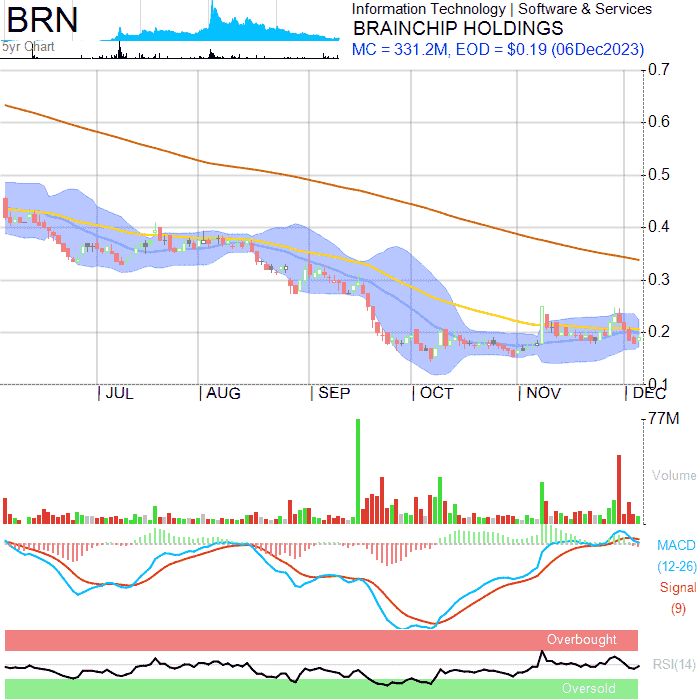 BRN
5yr Chart
Information Technology | Software & Services
BRAINCHIP HOLDINGS
MC = 331.2M, EOD = $0.19 (06Dec2023)
0.7
0.6
0.5
0.4
0.3
0.2
0.1
JUL AUG SEP OCT NOV DEC
77M
Volume
MACD
(12-26)
Signal
(9)
Overbought
RSI(14)
Oversold